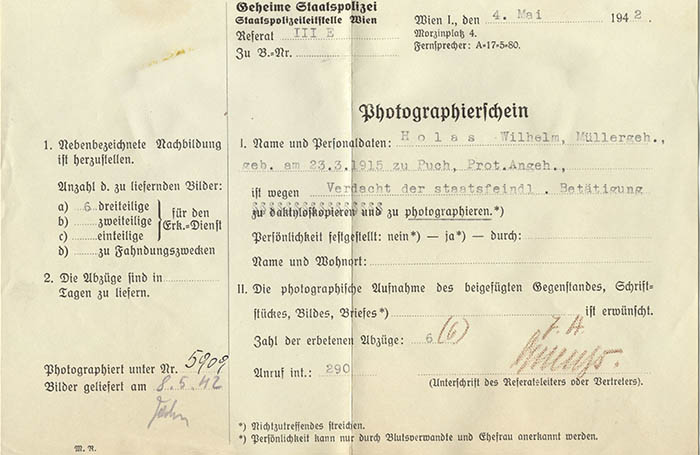 Geheime Staatspolizei
Staatspolizeileitstelle Wien
Referat III E
Zu B.=Nr.
Wien I., den 4. Mai 1942.
Morzinplatz 4.
Fernsprecher: A=17=5=80.
Photographierschein
1. Nebenbezeichnete Nachbildung
ist herzustellen.
Anzahl d. zu liefernden Bilder:
a) 6 dreiteilige
b) zweiteilige
c) einteilige
für den
Erk.=Dienst
d) zu Fahndungszwecken
2. Die Abzüge sind in
Tagen zu liefern.
Photographiert unter Nr. 5909
Bilder geliefert am 8.5.42
M. R.
I. Name und Personaldaten: Holas Wilhelm, Müllergeh.,
geb. am 23.3.1915 zu Puch, Prot.Angeh.,
ist wegen Verdacht der staatsfeindl . Betätigung
zu daktyloskopieren und zu photographieren.*)
Persönlichkeit festgestellt: nein*) — ja*) — durch:
Name und Wohnort:
II. Die photographische Aufnahme des beigefügten Gegenstandes, Schrift=
stückes, Bildes, Briefes*) ist erwünscht.
Zahl der erbetenen Abzüge: 6 (6)
Anruf int.: 290
(Unterschrift des Referatsleiters oder Vertreters).
*) Nichtzutreffendes streichen.
*) Persönlichkeit kann nur durch Blutsverwandte und Ehefrau anerkannt werden.